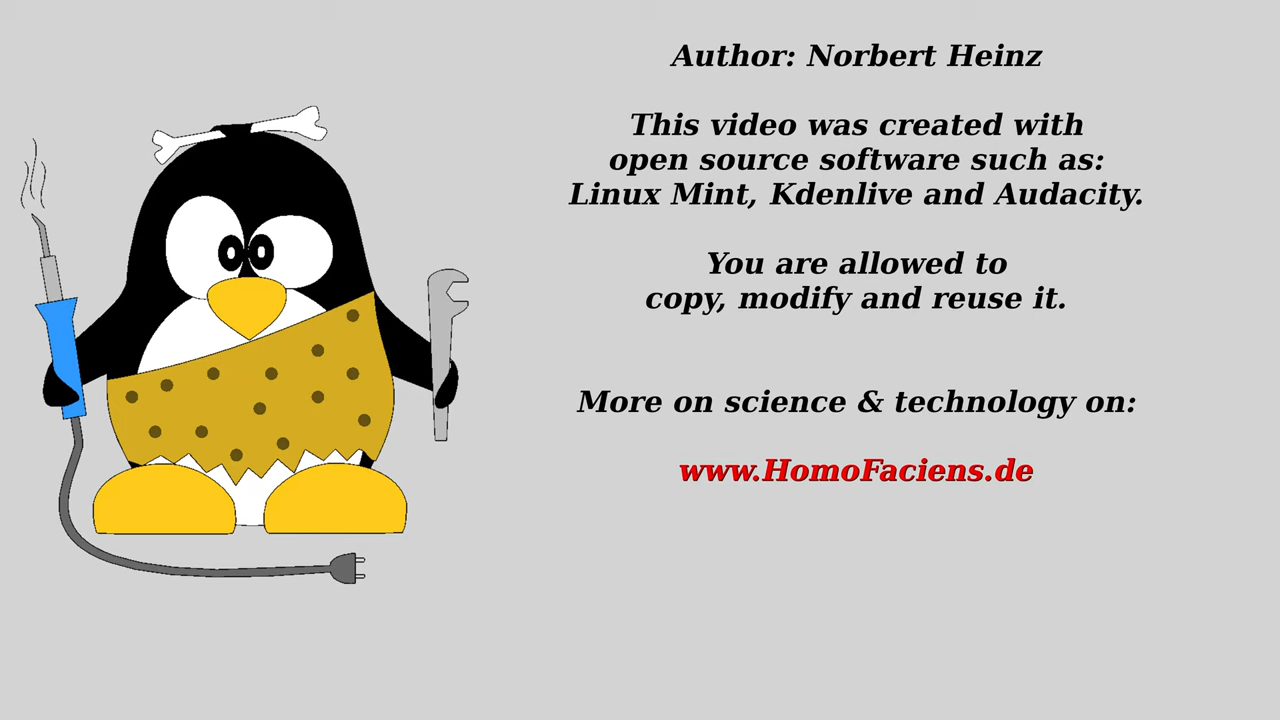 Author: Norbert Heinz
This video was created with
open source software such as:
Linux Mint, Kdenlive and Audacity.
You are allowed to
copy, modify and reuse it.
More on science & technology on:
www.HomoFaciens.de